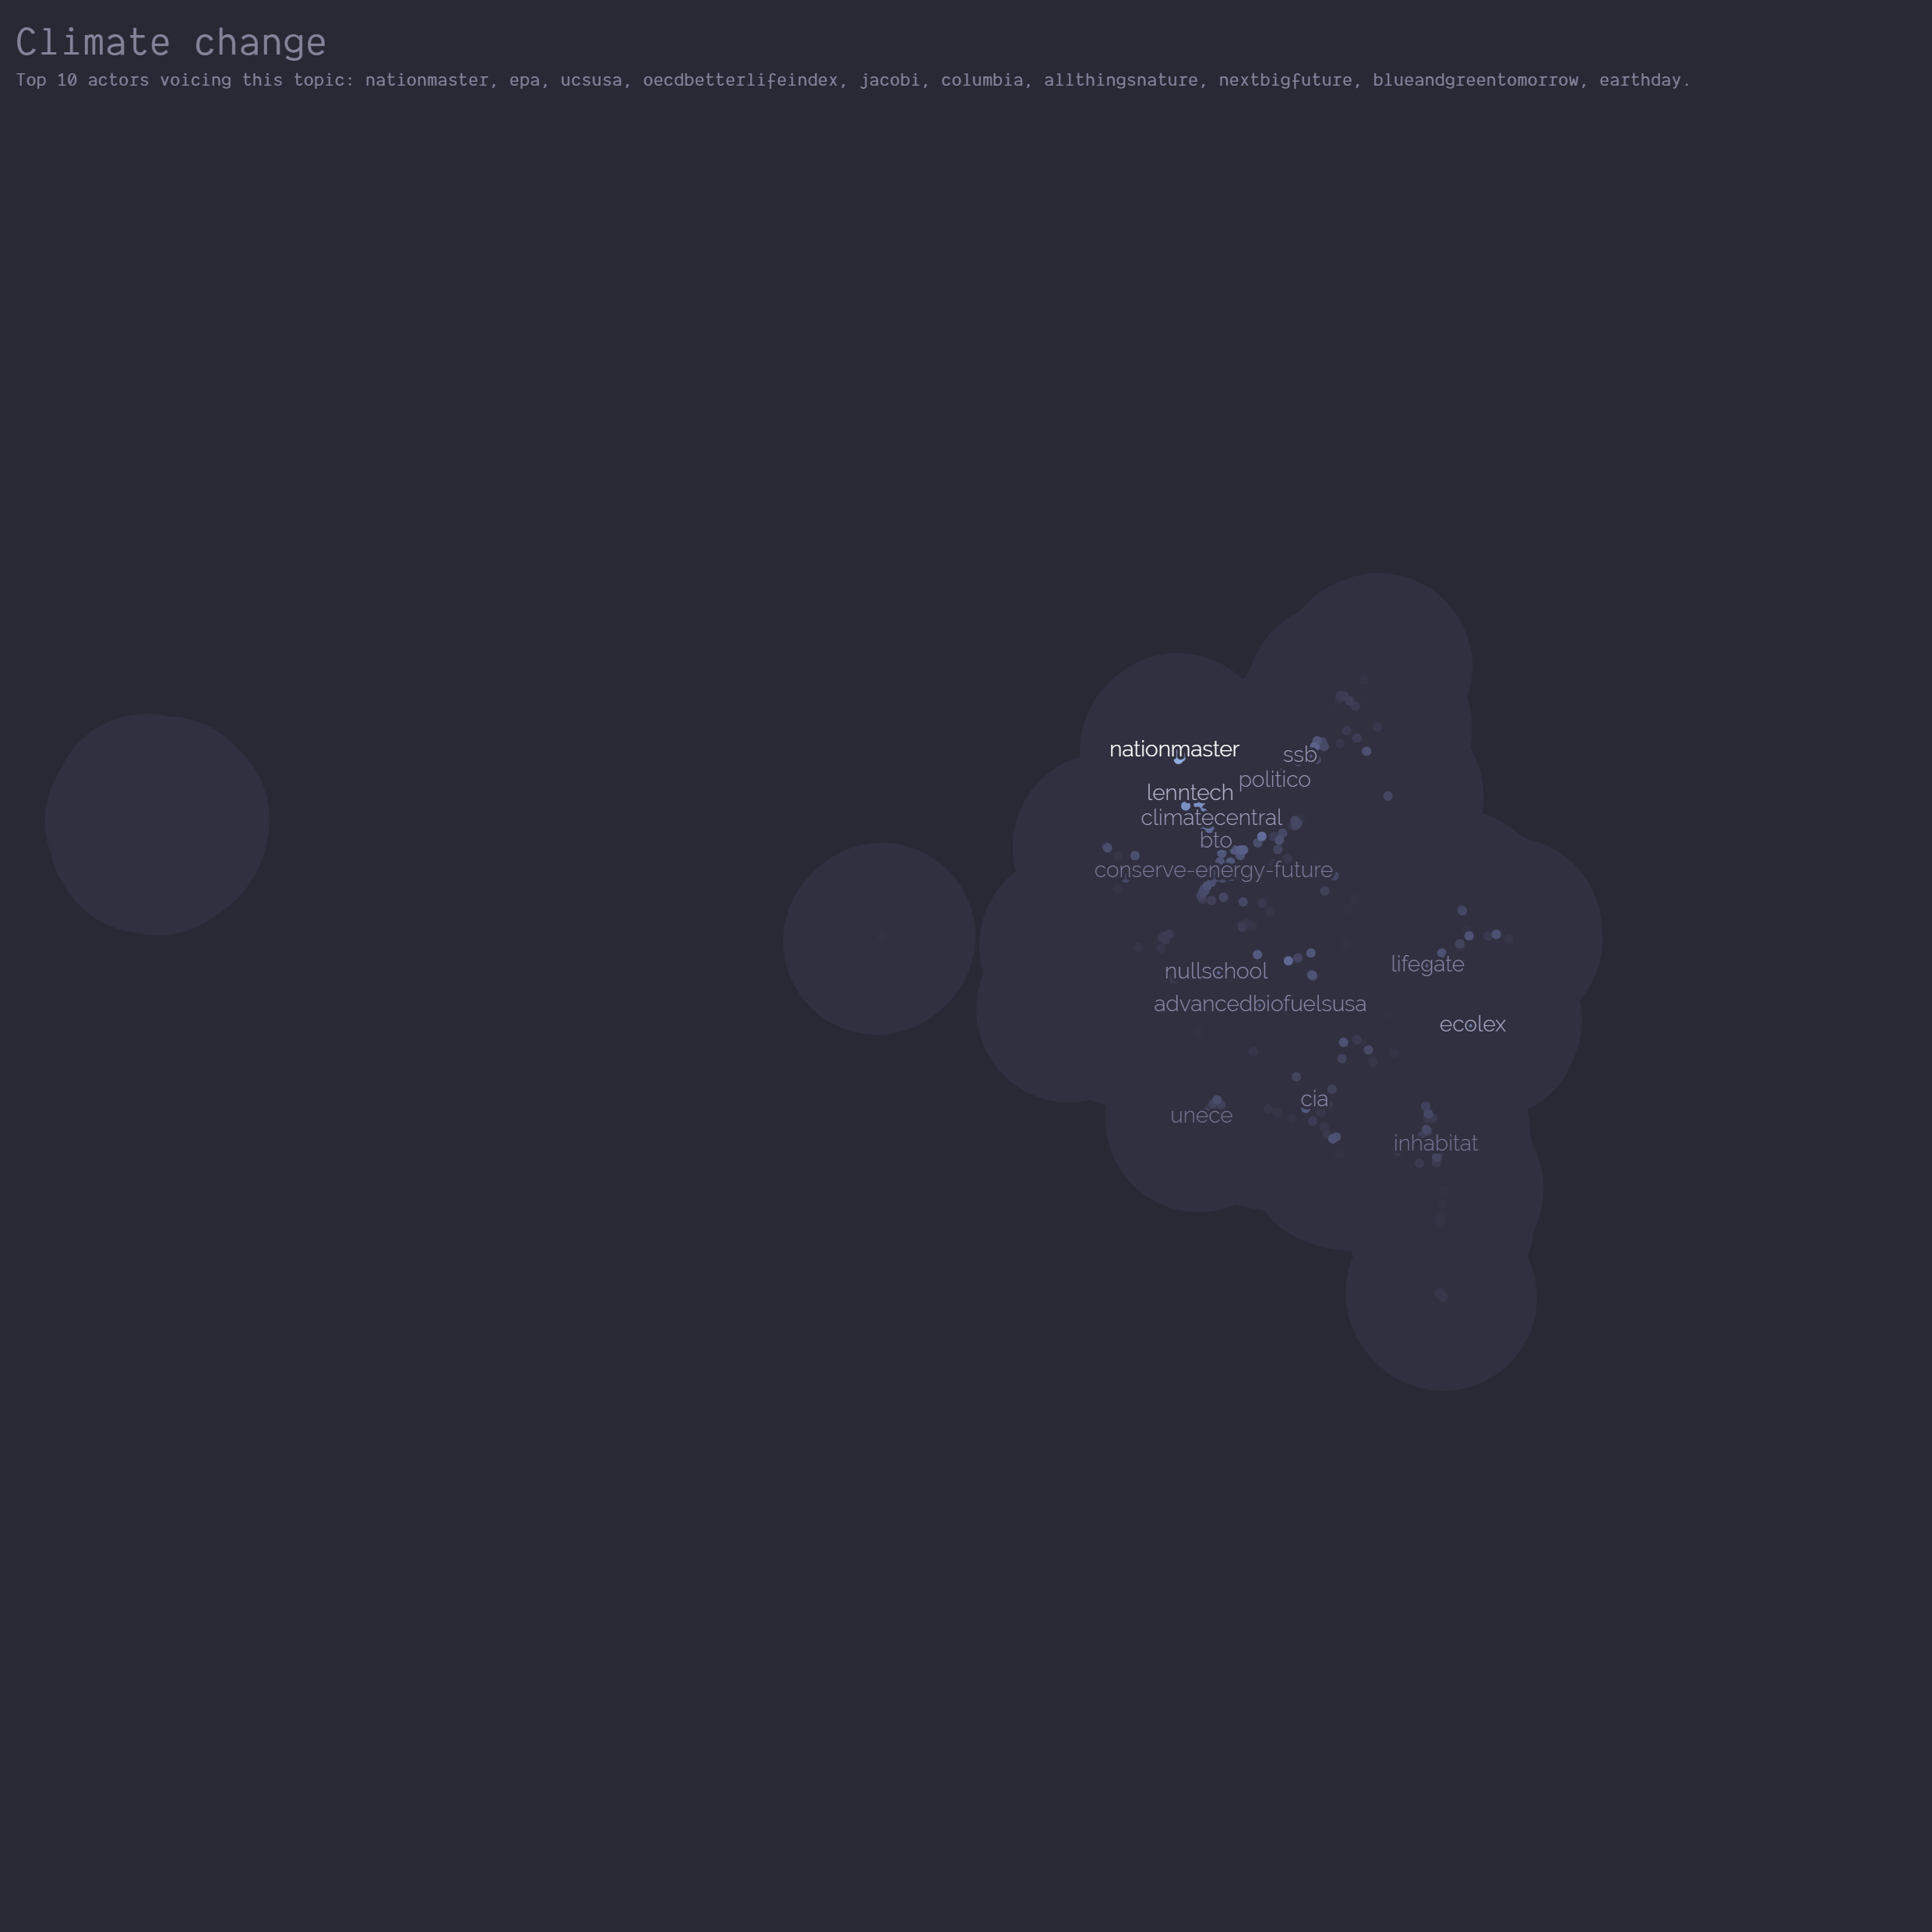 Climate change
Top 10 actors voicing this topic: nationmaster, epa, ucsusa, oecdbetterlifeindex, jacobi, columbia, allthingsnature, nextbigfuture, blueandgreentomorrow, earthday.
nationmaster
ssb
politico
lenntech
climatecentral
bto
conserve-energy-future
lifegate
nullschool
advancedbiofuelsusa
ecolex
cia
unece
inhabitat